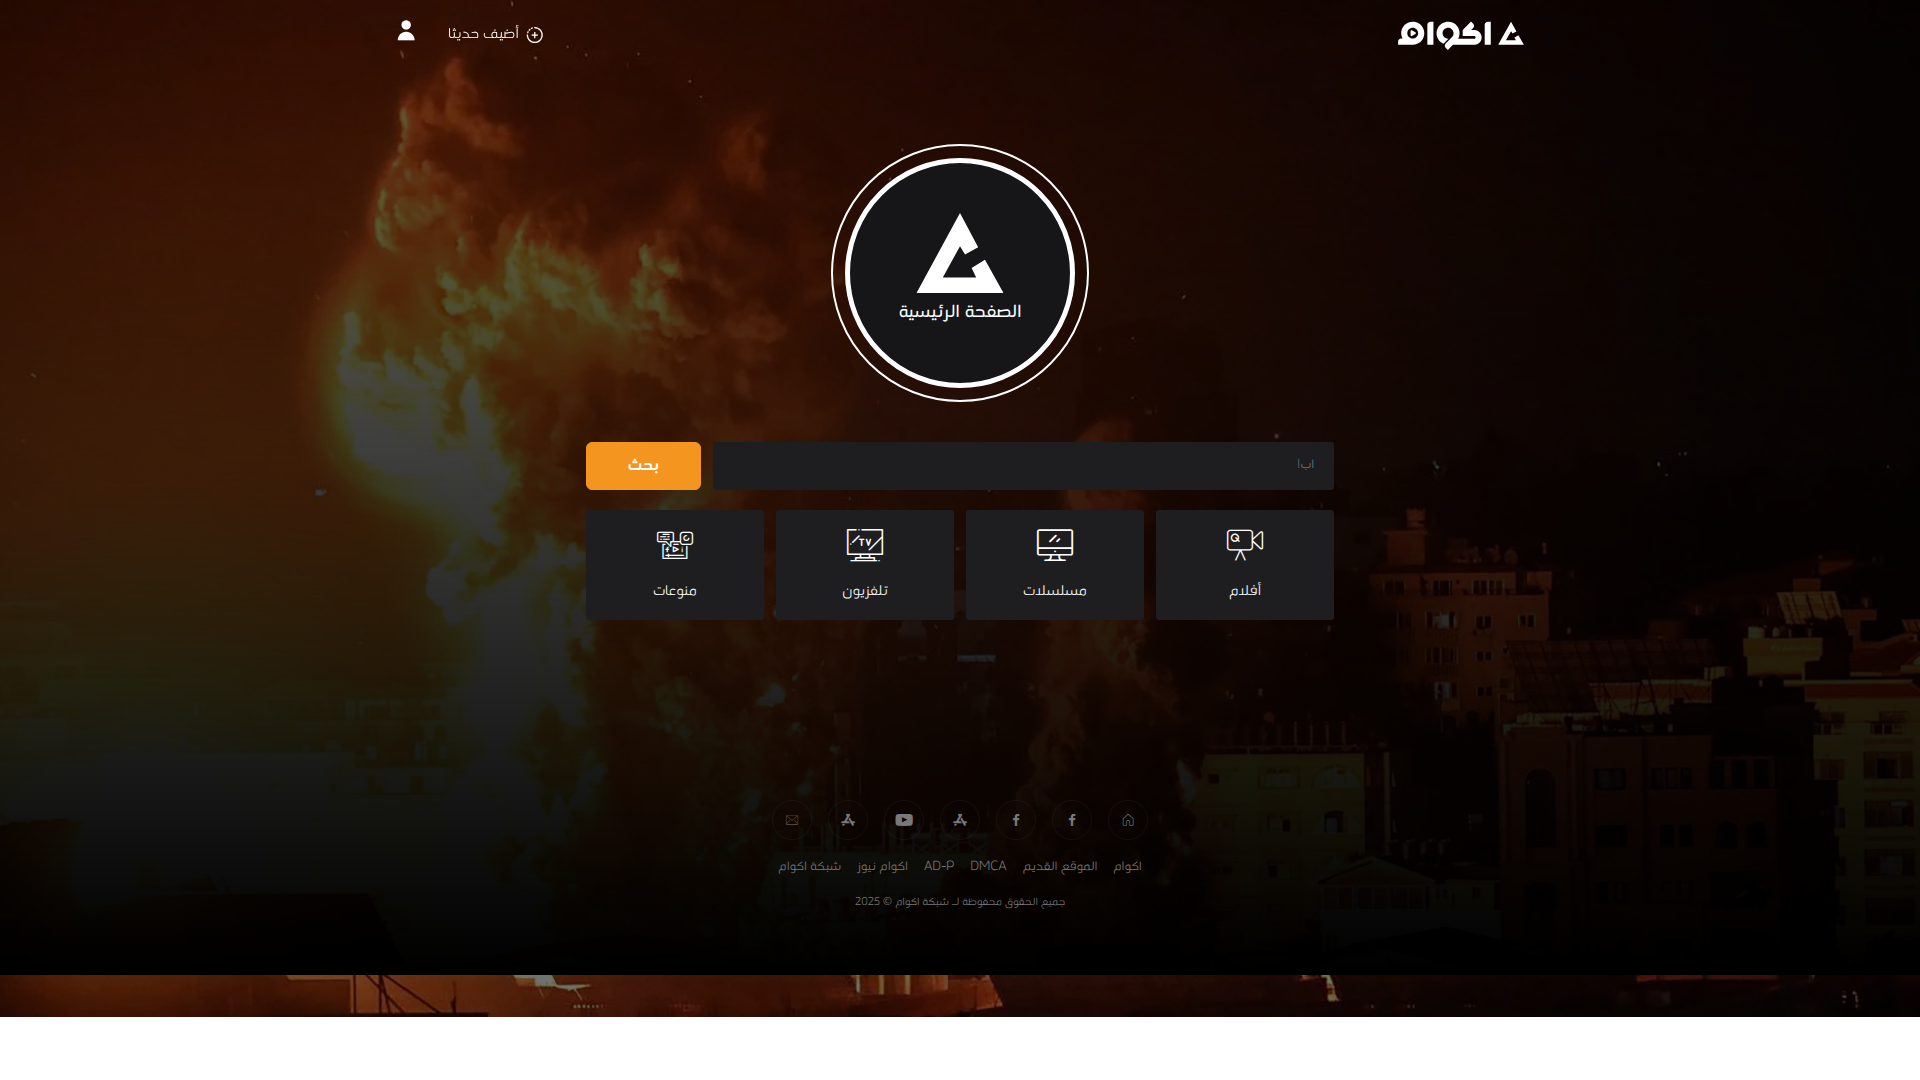 اكوام
أضيف حديثا
الصفحة الرئيسية
ابأ
بحث
أفلام
مسلسلات
TV
تلفزيون
منوعات
اكوام الموقع القديم DMCA AD-P اكوام نيوز شبكة اكوام
جميع الحقوق محفوظة لـ شبكة اكوام © 2025